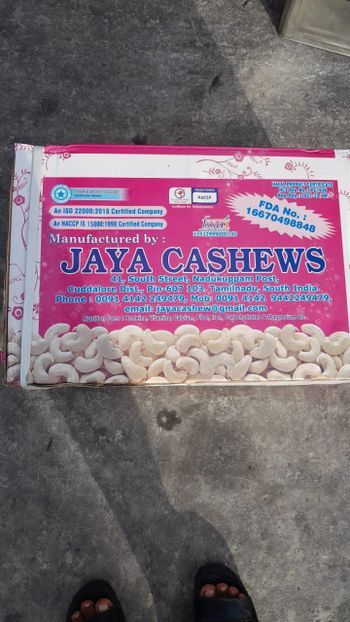 An ISO 22000:2018 Certified Company
An HACCP IS 15000:1998 Certified Company
HACCP
FDA No. :
16670498848
Manufactured by :
JAYA CASHEWS
41, South Street, Nadukuppam Post,
Cuddalore Dist., Pin-607 103. Tamilnadu, South India.
Phone : 0091 4142 249479, Mob: 0091 4142 9442249479,
email: jayacashew@gmail.com